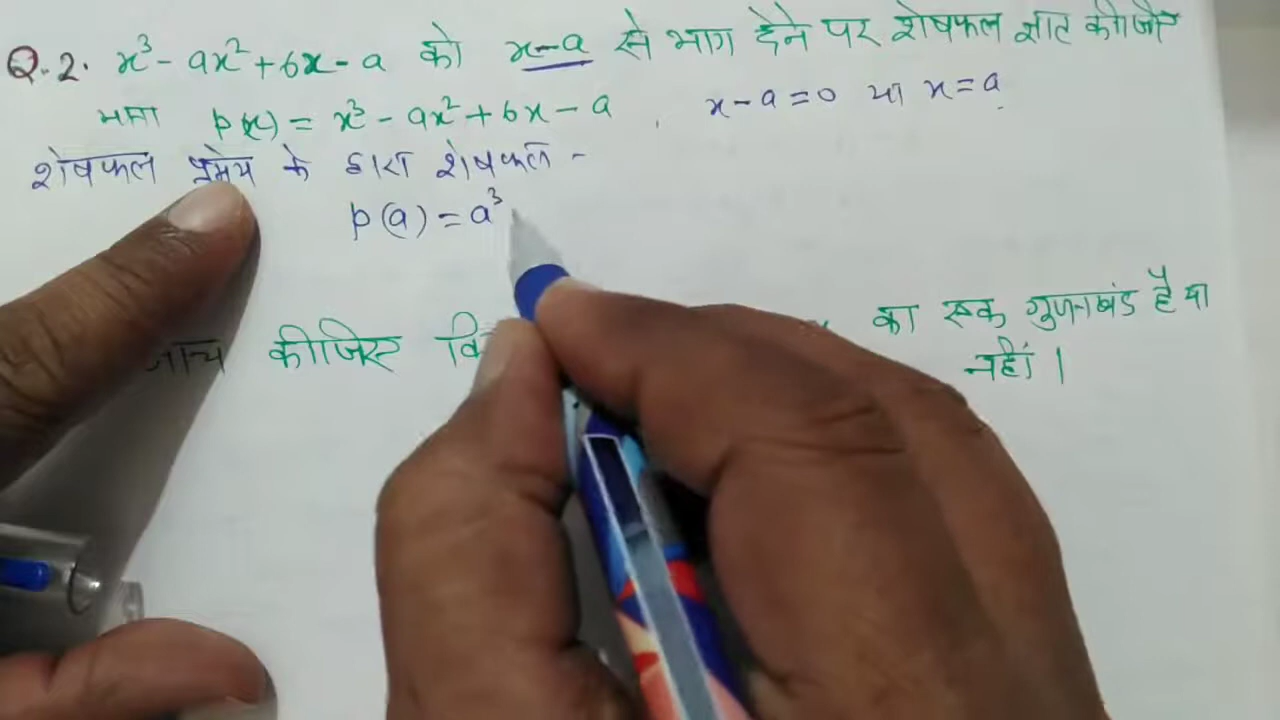 Q.2. x³ - ax² + 6x - a को x-a से भाग देने पर शेषफल ज्ञात कीजिए
माना p(x) = x³ - ax² + 6x - a , x-a=0 या x=a
शेषफल प्रमेय के द्वारा शेषफल -
p(a) = a³
जांच कीजिए का एक गुणनखंड है या
नहीं।